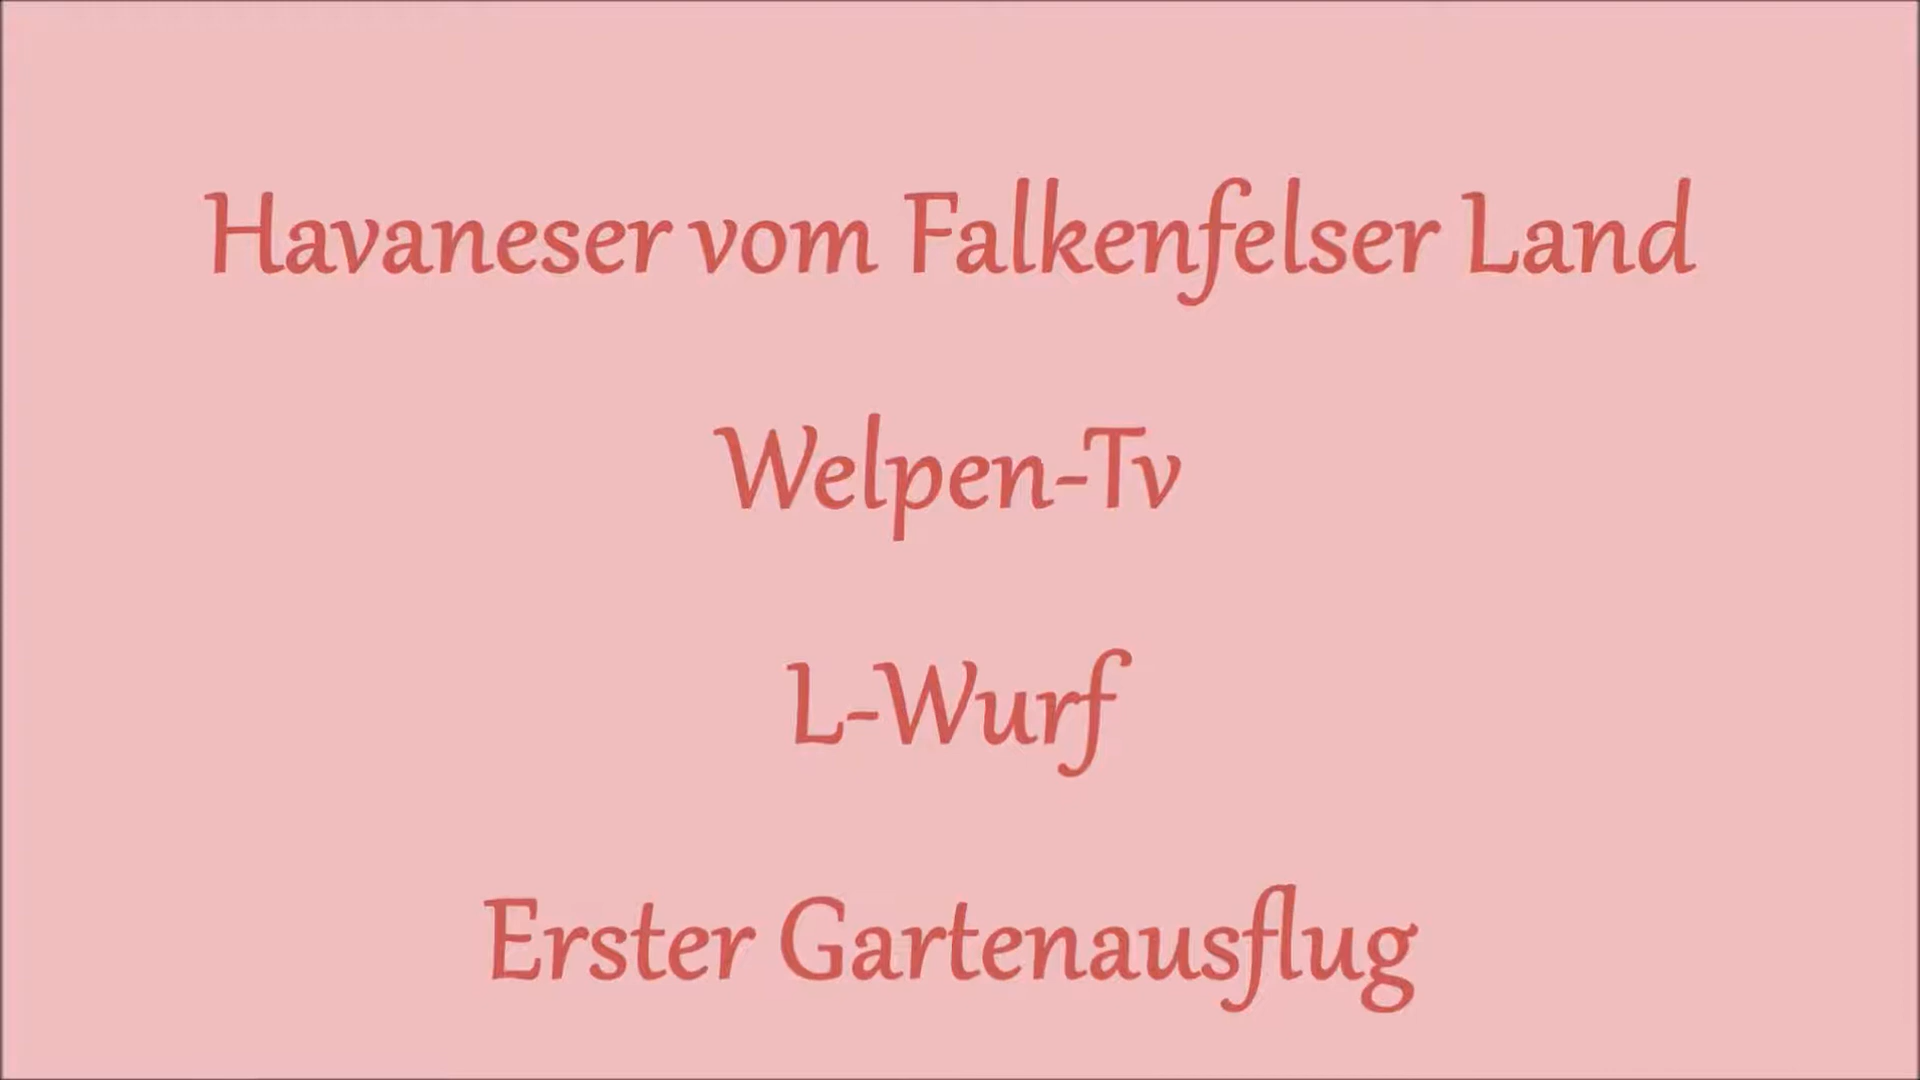 Havaneser vom Falkenfelser Land
Welpen-Tv
L-Wurf
Erster Gartenausflug